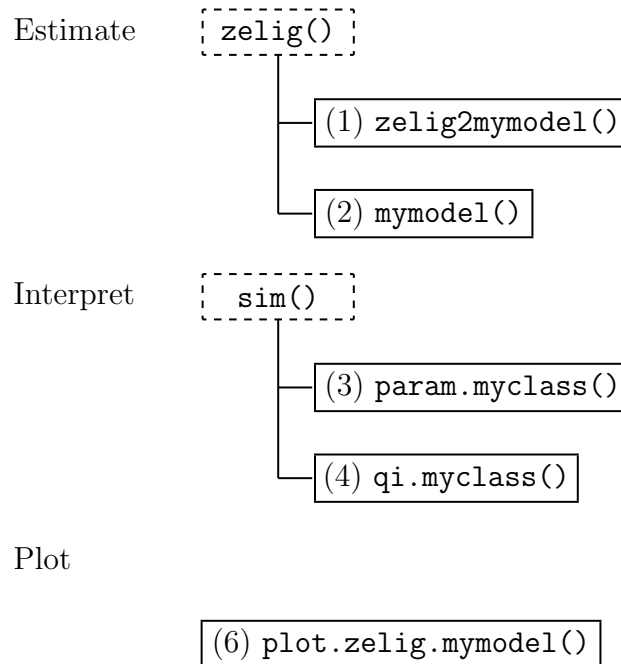 Estimate zelig()
(1) zelig2mymodel()
(2) mymodel()
Interpret sim()
(3) param.myclass()
(4) qi.myclass()
Plot
(6) plot.zelig.mymodel()